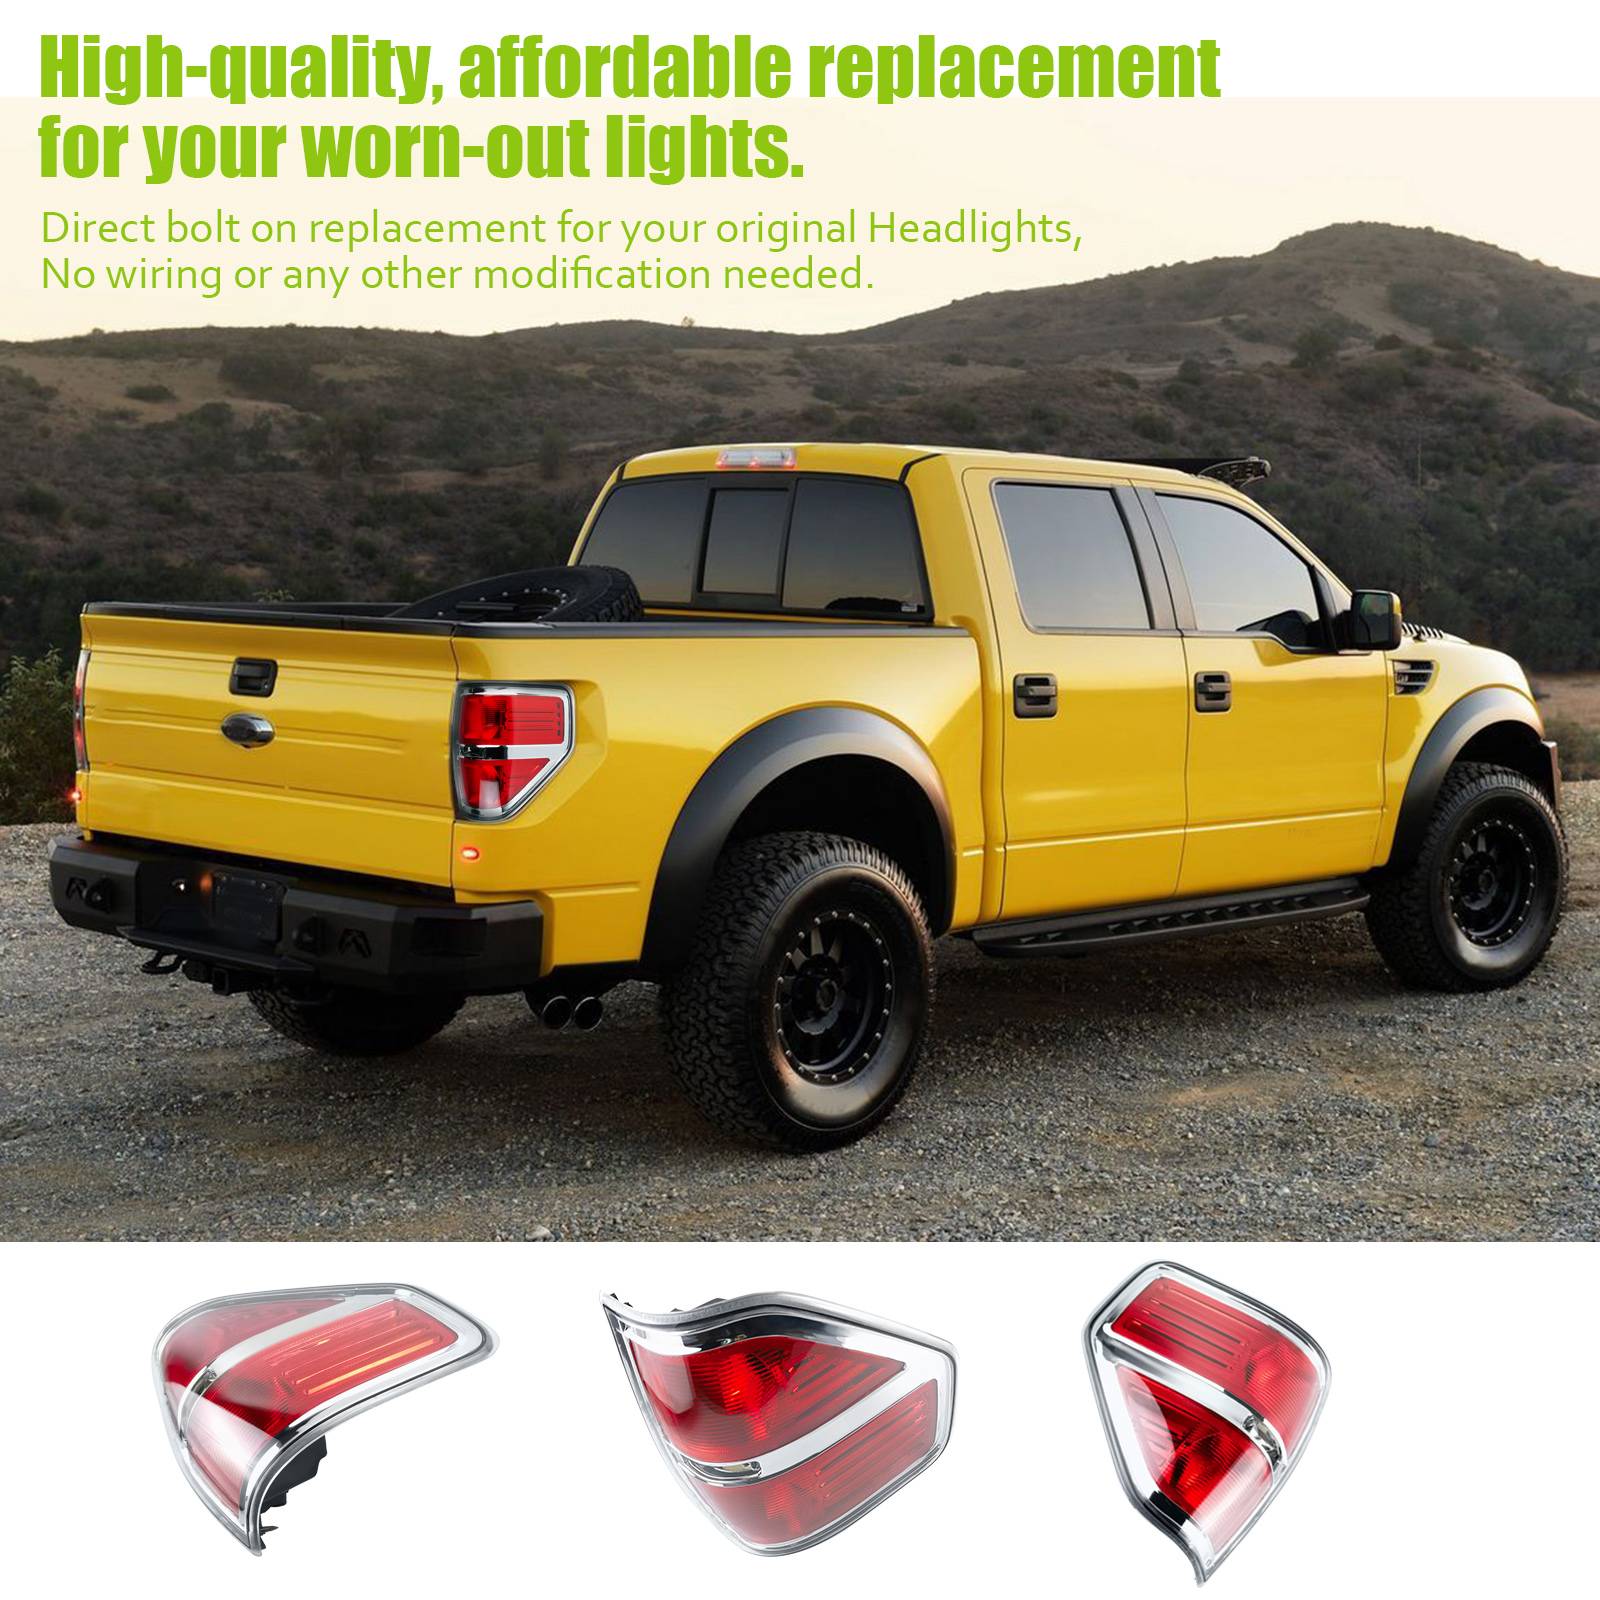 High-quality, affordable replacement
for your worn-out lights.
Direct bolt on replacement for your original Headlights,
No wiring or any other modification needed.